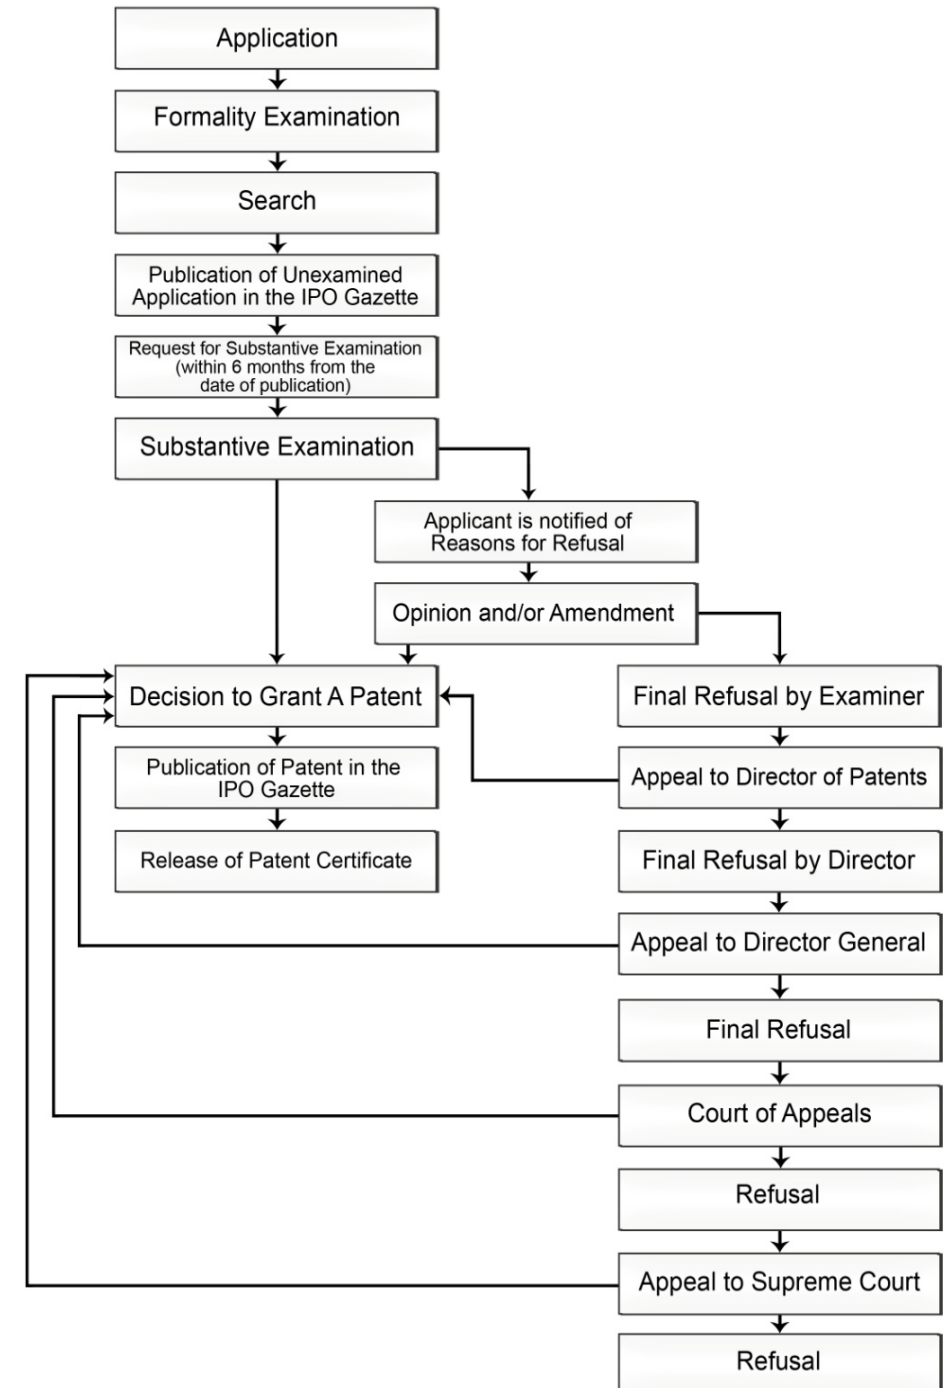 Application
Formality Examination
Search
Publication of Unexamined
Application in the IPO Gazette
Request for Substantive Examination
(within 6 months from the
date of publication)
Substantive Examination
Applicant is notified of
Reasons for Refusal
Opinion and/or Amendment
Decision to Grant A Patent
Final Refusal by Examiner
Publication of Patent in the
IPO Gazette
Appeal to Director of Patents
Release of Patent Certificate
Final Refusal by Director
Appeal to Director General
Final Refusal
Court of Appeals
Refusal
Appeal to Supreme Court
Refusal